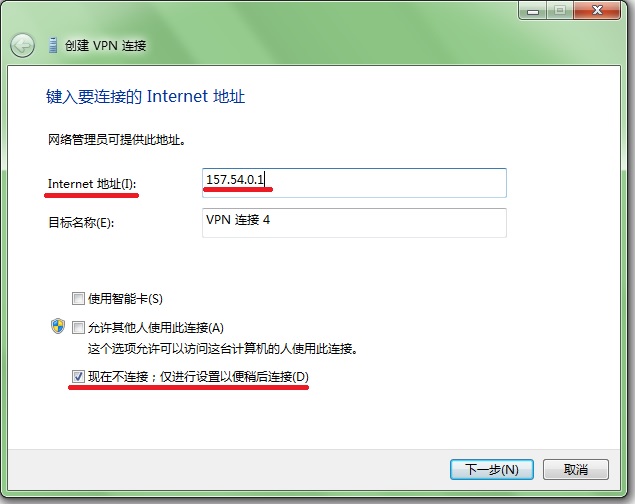 创建 VPN 连接
键入要连接的 Internet 地址
网络管理员可提供此地址。
Internet 地址(I): 157.54.0.1
目标名称(E): VPN 连接 4
使用智能卡(S)
允许其他人使用此连接(A)
这个选项允许可以访问这台计算机的人使用此连接。
现在不连接；仅进行设置以便稍后连接(D)
下一步(N) 取消